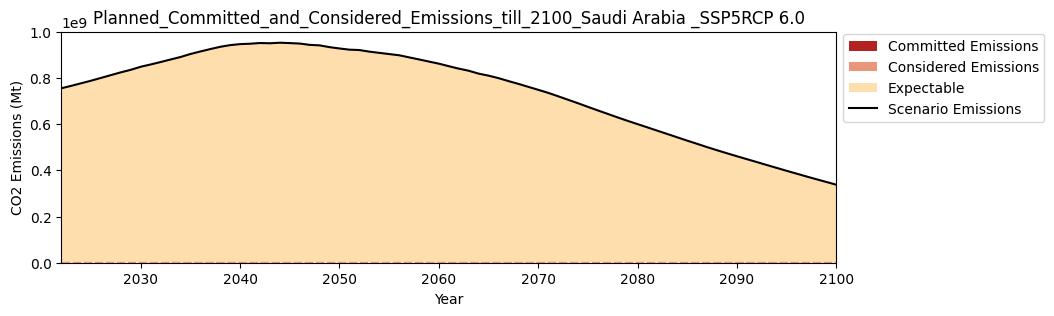 Planned_Committed_and_Considered_Emissions_till_2100_Saudi Arabia _SSP5RCP 6.0
1e9
1.0
0.8
0.6
0.4
0.2
0.0
CO2 Emissions (Mt)
2030 2040 2050 2060 2070 2080 2090 2100
Year
Committed Emissions
Considered Emissions
Expectable
Scenario Emissions